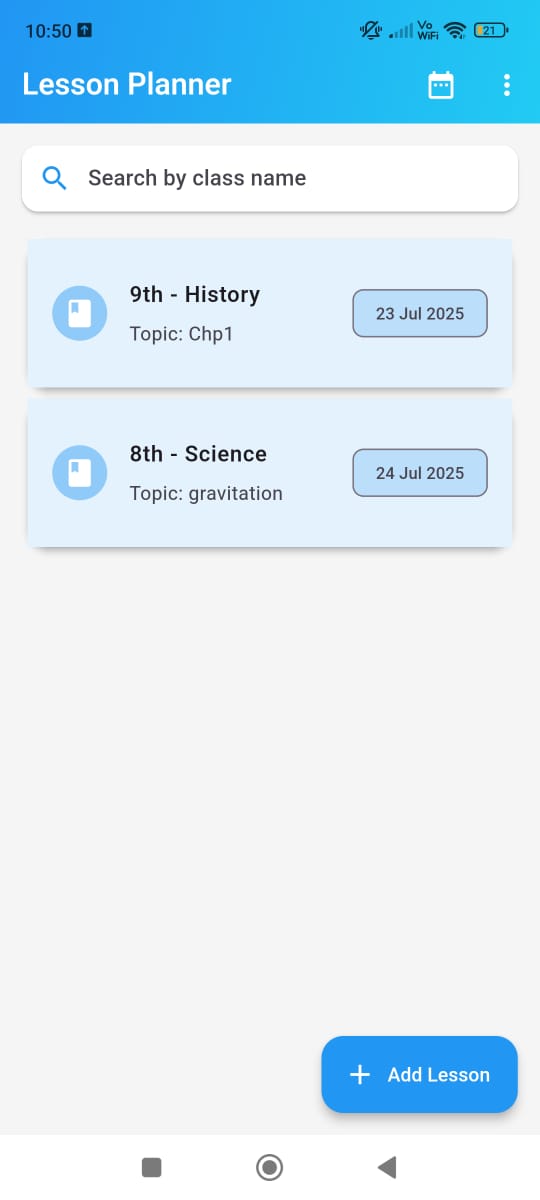 10:50
Vo
WiFi
21
Lesson Planner
Search by class name
9th - History
Topic: Chp1
23 Jul 2025
8th - Science
Topic: gravitation
24 Jul 2025
+ Add Lesson